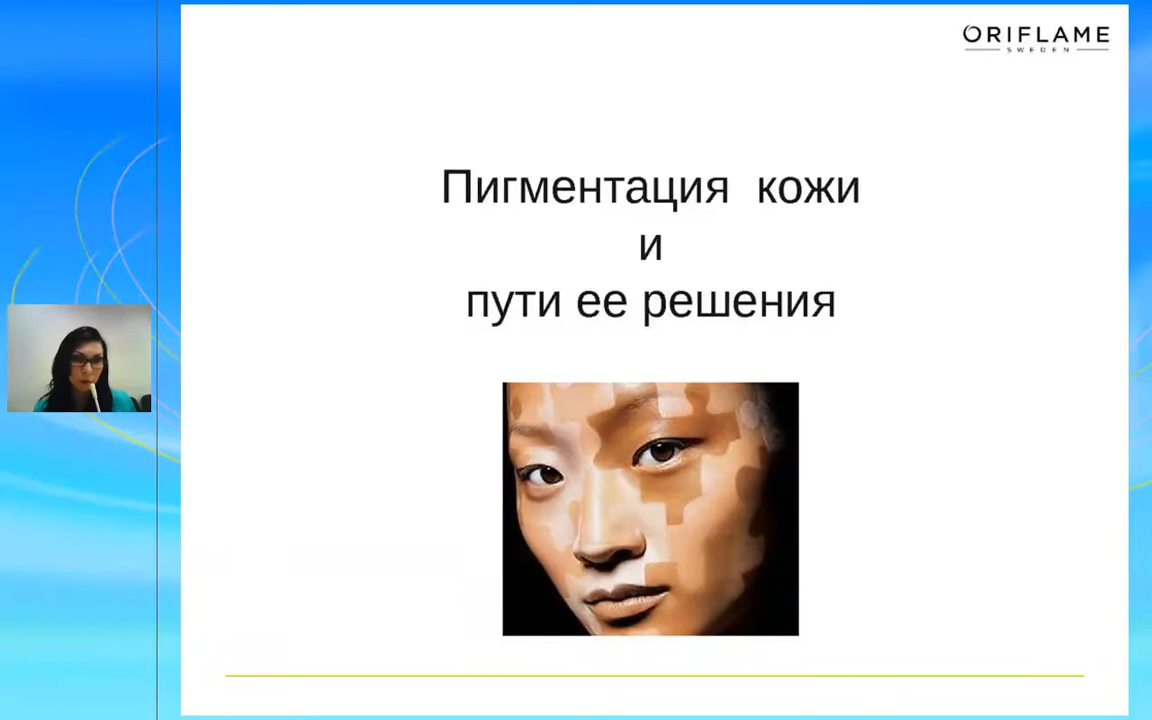 ORIFLAME
SWEDEN
Пигментация кожи
и
пути ее решения